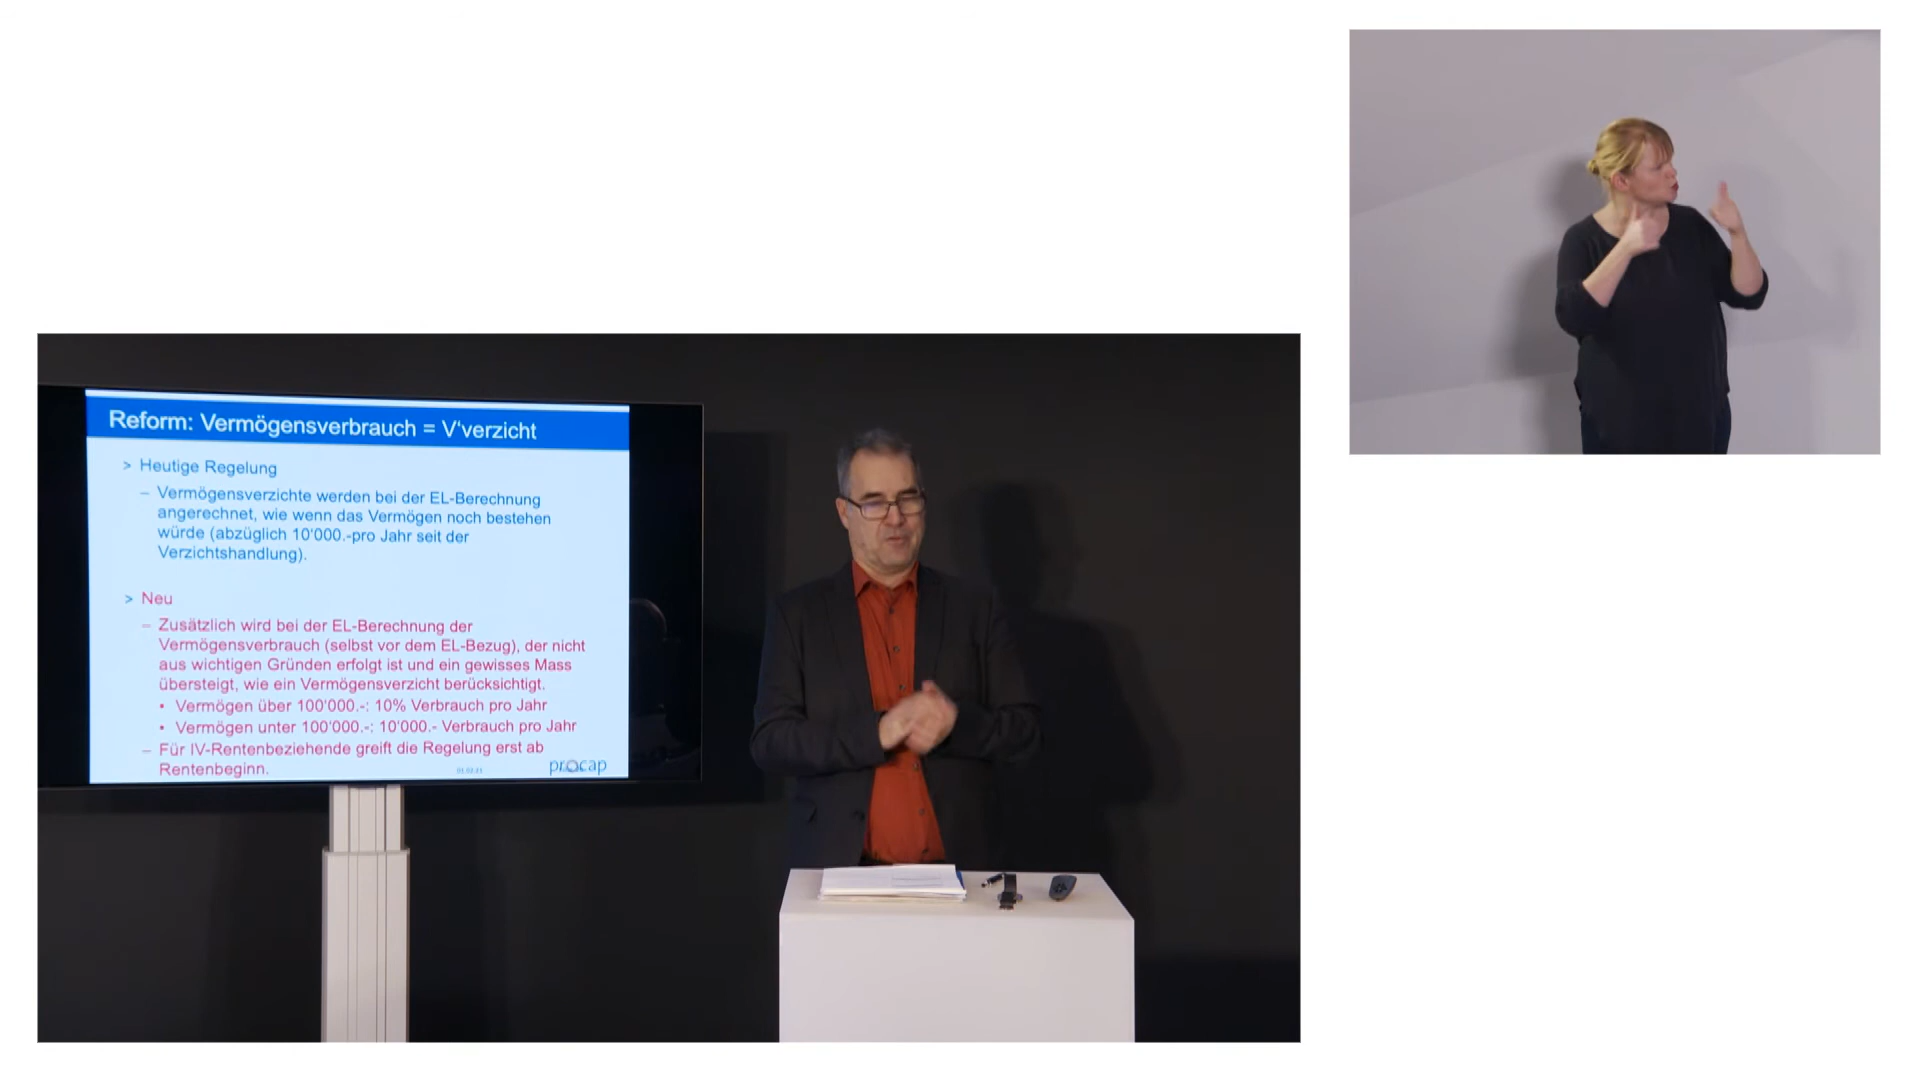 Reform: Vermögensverbrauch = V'verzicht
> Heutige Regelung
– Vermögensverzichte werden bei der EL-Berechnung
angerechnet, wie wenn das Vermögen noch bestehen
würde (abzüglich 10'000.-pro Jahr seit der
Verzichtshandlung).
> Neu
– Zusätzlich wird bei der EL-Berechnung der
Vermögensverbrauch (selbst vor dem EL-Bezug), der nicht
aus wichtigen Gründen erfolgt ist und ein gewisses Mass
übersteigt, wie ein Vermögensverzicht berücksichtigt.
• Vermögen über 100'000.-: 10% Verbrauch pro Jahr
• Vermögen unter 100'000.-: 10'000.- Verbrauch pro Jahr
– Für IV-Rentenbeziehende greift die Regelung erst ab
Rentenbeginn.
procap